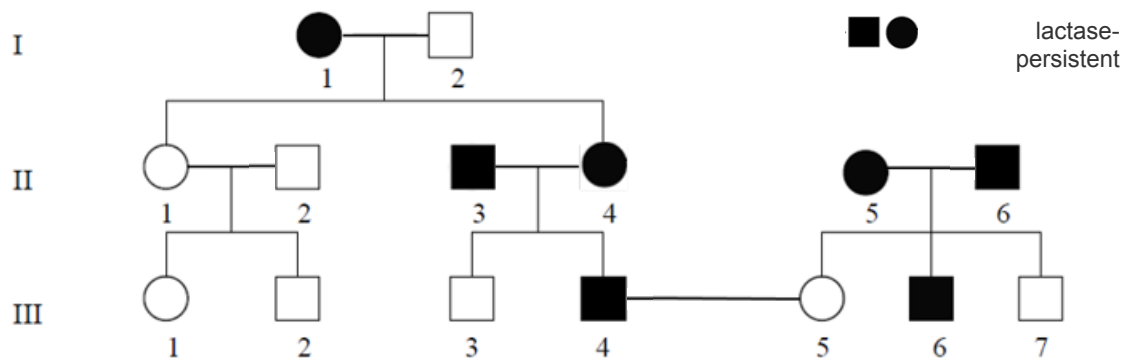 I
1 2
lactase-
persistent
II
1 2 3 4 5 6
III
1 2 3 4 5 6 7